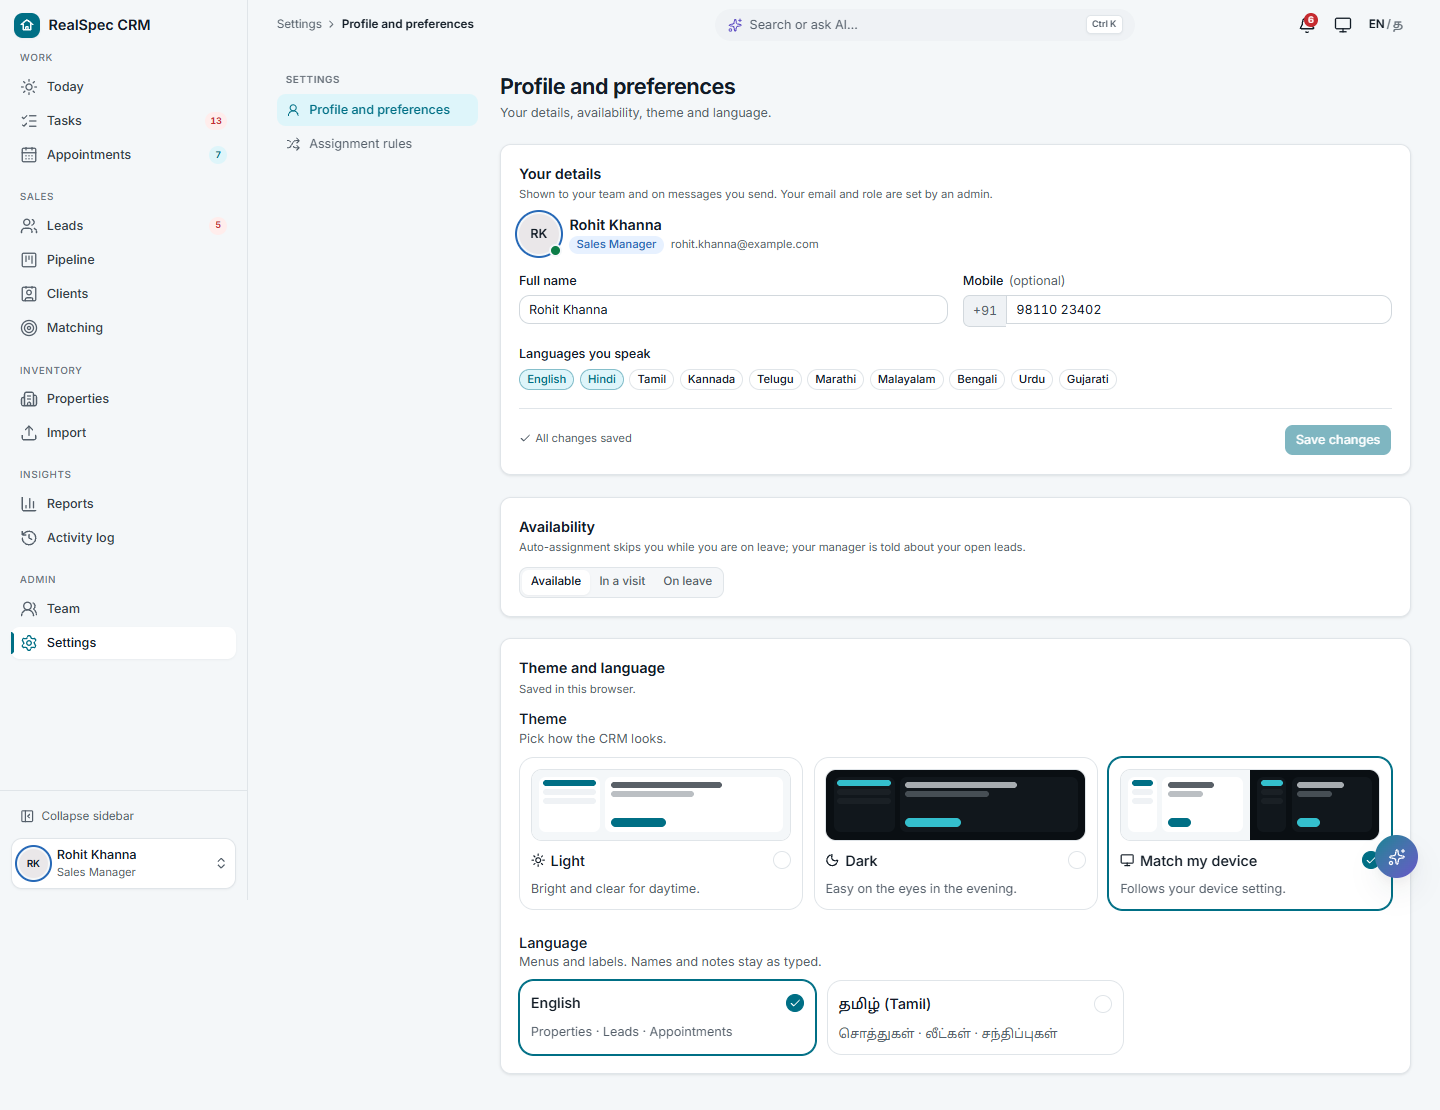 RealSpec CRM
WORK
Today
Tasks 13
Appointments 7
SALES
Leads 5
Pipeline
Clients
Matching
INVENTORY
Properties
Import
INSIGHTS
Reports
Activity log
ADMIN
Team
Settings
Collapse sidebar
RK
Rohit Khanna
Sales Manager
Settings > Profile and preferences
Search or ask AI... Ctrl K
6
EN / த
SETTINGS
Profile and preferences
Assignment rules
Profile and preferences
Your details, availability, theme and language.
Your details
Shown to your team and on messages you send. Your email and role are set by an admin.
RK
Rohit Khanna
Sales Manager rohit.khanna@example.com
Full name
Rohit Khanna
Mobile (optional)
+91 98110 23402
Languages you speak
English Hindi Tamil Kannada Telugu Marathi Malayalam Bengali Urdu Gujarati
All changes saved
Save changes
Availability
Auto-assignment skips you while you are on leave; your manager is told about your open leads.
Available In a visit On leave
Theme and language
Saved in this browser.
Theme
Pick how the CRM looks.
Light
Bright and clear for daytime.
Dark
Easy on the eyes in the evening.
Match my device
Follows your device setting.
Language
Menus and labels. Names and notes stay as typed.
English
Properties · Leads · Appointments
தமிழ் (Tamil)
சொத்துகள் · லீட்கள் · சந்திப்புகள்